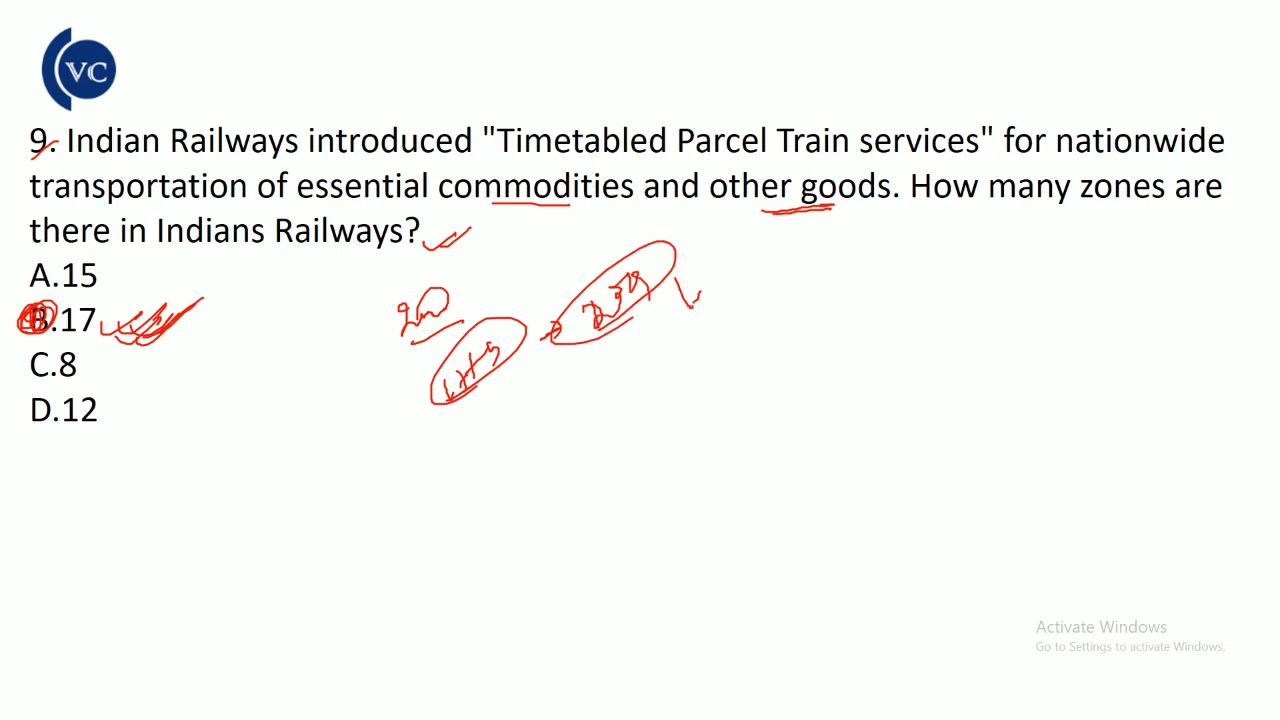 VC
9. Indian Railways introduced "Timetabled Parcel Train services" for nationwide
transportation of essential commodities and other goods. How many zones are
there in Indians Railways?
A.15
B.17
C.8
D.12
Activate Windows
Go to Settings to activate Windows.